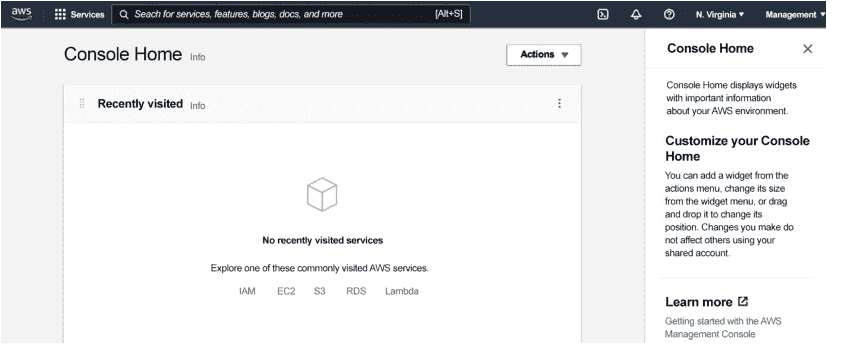 aws
Services
Seach for services, features, blogs, docs, and more
[Alt+S]
N. Virginia
Management
Console Home Info
Actions
Recently visited Info
No recently visited services
Explore one of these commonly visited AWS services.
IAM EC2 S3 RDS Lambda
Console Home
Console Home displays widgets
with important information
about your AWS environment.
Customize your Console
Home
You can add a widget from the
actions menu, change its size
from the widget menu, or drag
and drop it to change its
position. Changes you make do
not affect others using your
shared account.
Learn more
Getting started with the AWS
Management Console